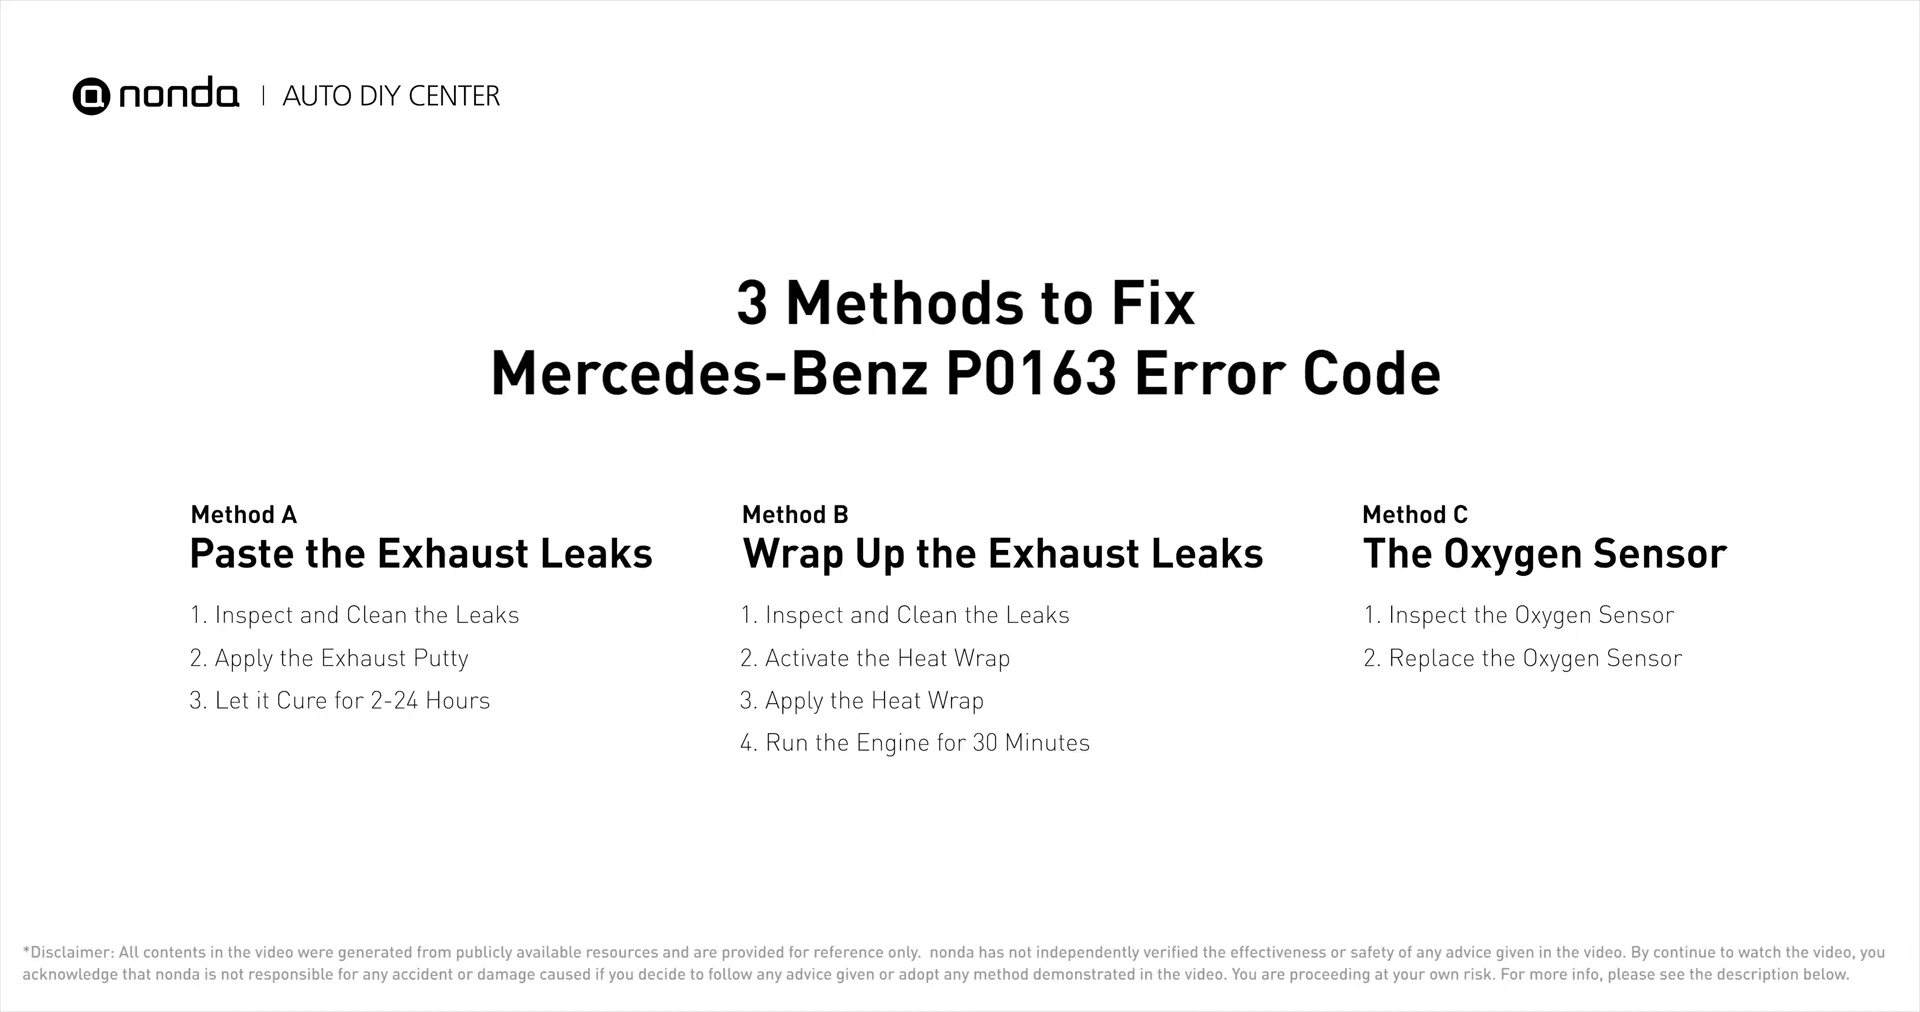 nonda | AUTO DIY CENTER
3 Methods to Fix
Mercedes-Benz P0163 Error Code
Method A
Paste the Exhaust Leaks
1. Inspect and Clean the Leaks
2. Apply the Exhaust Putty
3. Let it Cure for 2-24 Hours
Method B
Wrap Up the Exhaust Leaks
1. Inspect and Clean the Leaks
2. Activate the Heat Wrap
3. Apply the Heat Wrap
4. Run the Engine for 30 Minutes
Method C
The Oxygen Sensor
1. Inspect the Oxygen Sensor
2. Replace the Oxygen Sensor
*Disclaimer: All contents in the video were generated from publicly available resources and are provided for reference only. nonda has not independently verified the effectiveness or safety of any advice given in the video. By continue to watch the video, you
acknowledge that nonda is not responsible for any accident or damage caused if you decide to follow any advice given or adopt any method demonstrated in the video. You are proceeding at your own risk. For more info, please see the description below.